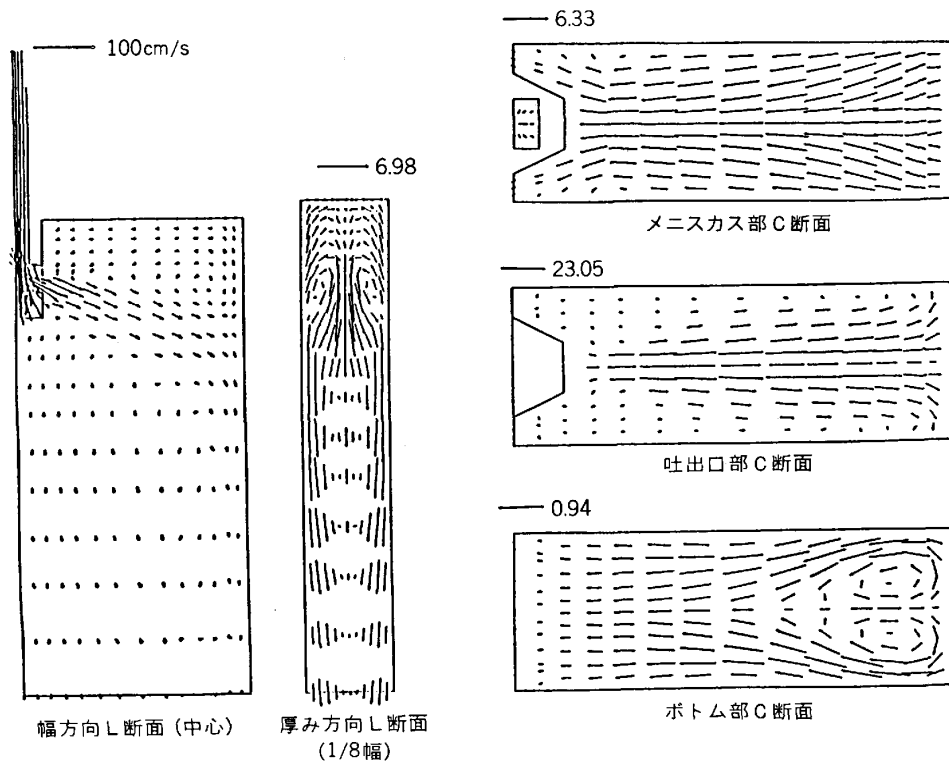 100cm/s
幅方向L断面(中心)
6.98
厚み方向L断面
(1/8幅)
6.33
メニスカス部C断面
23.05
吐出口部C断面
0.94
ボトム部C断面